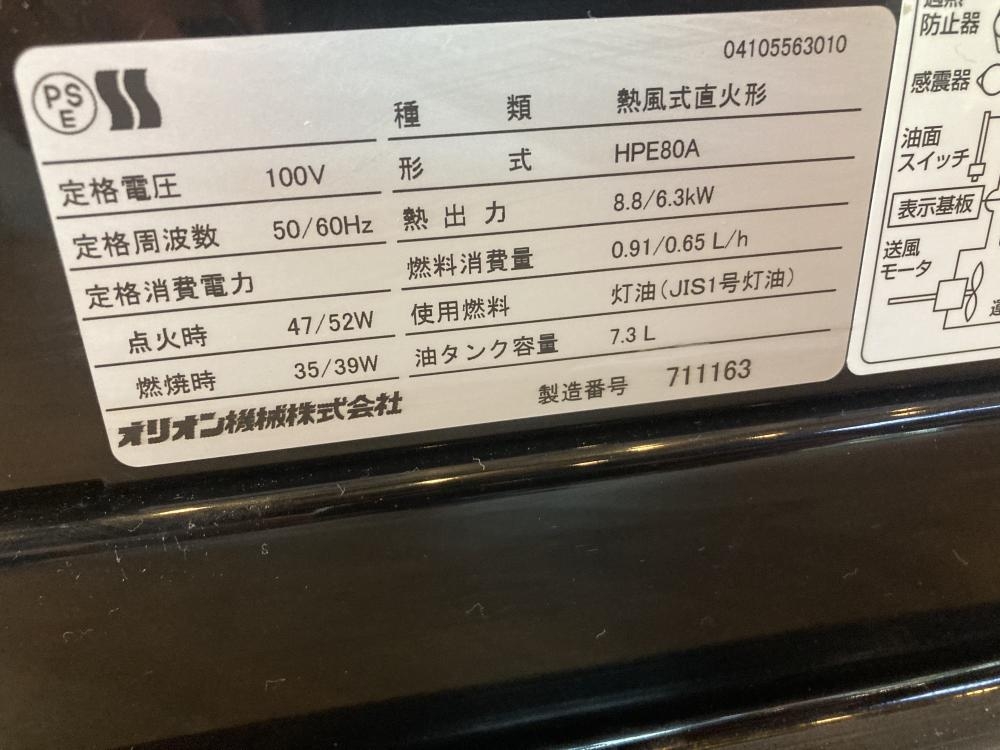 04105563010
PS
E
種類 熱風式直火形
形式 HPE80A
熱出力 8.8/6.3kW
燃料消費量 0.91/0.65 L/h
使用燃料 灯油(JIS1号灯油)
油タンク容量 7.3 L
定格電圧 100V
定格周波数 50/60Hz
定格消費電力
点火時 47/52W
燃焼時 35/39W
オリオン機械株式会社
製造番号 711163
防止器
感震器
油面
スイッチ
表示基板
送風
モータ